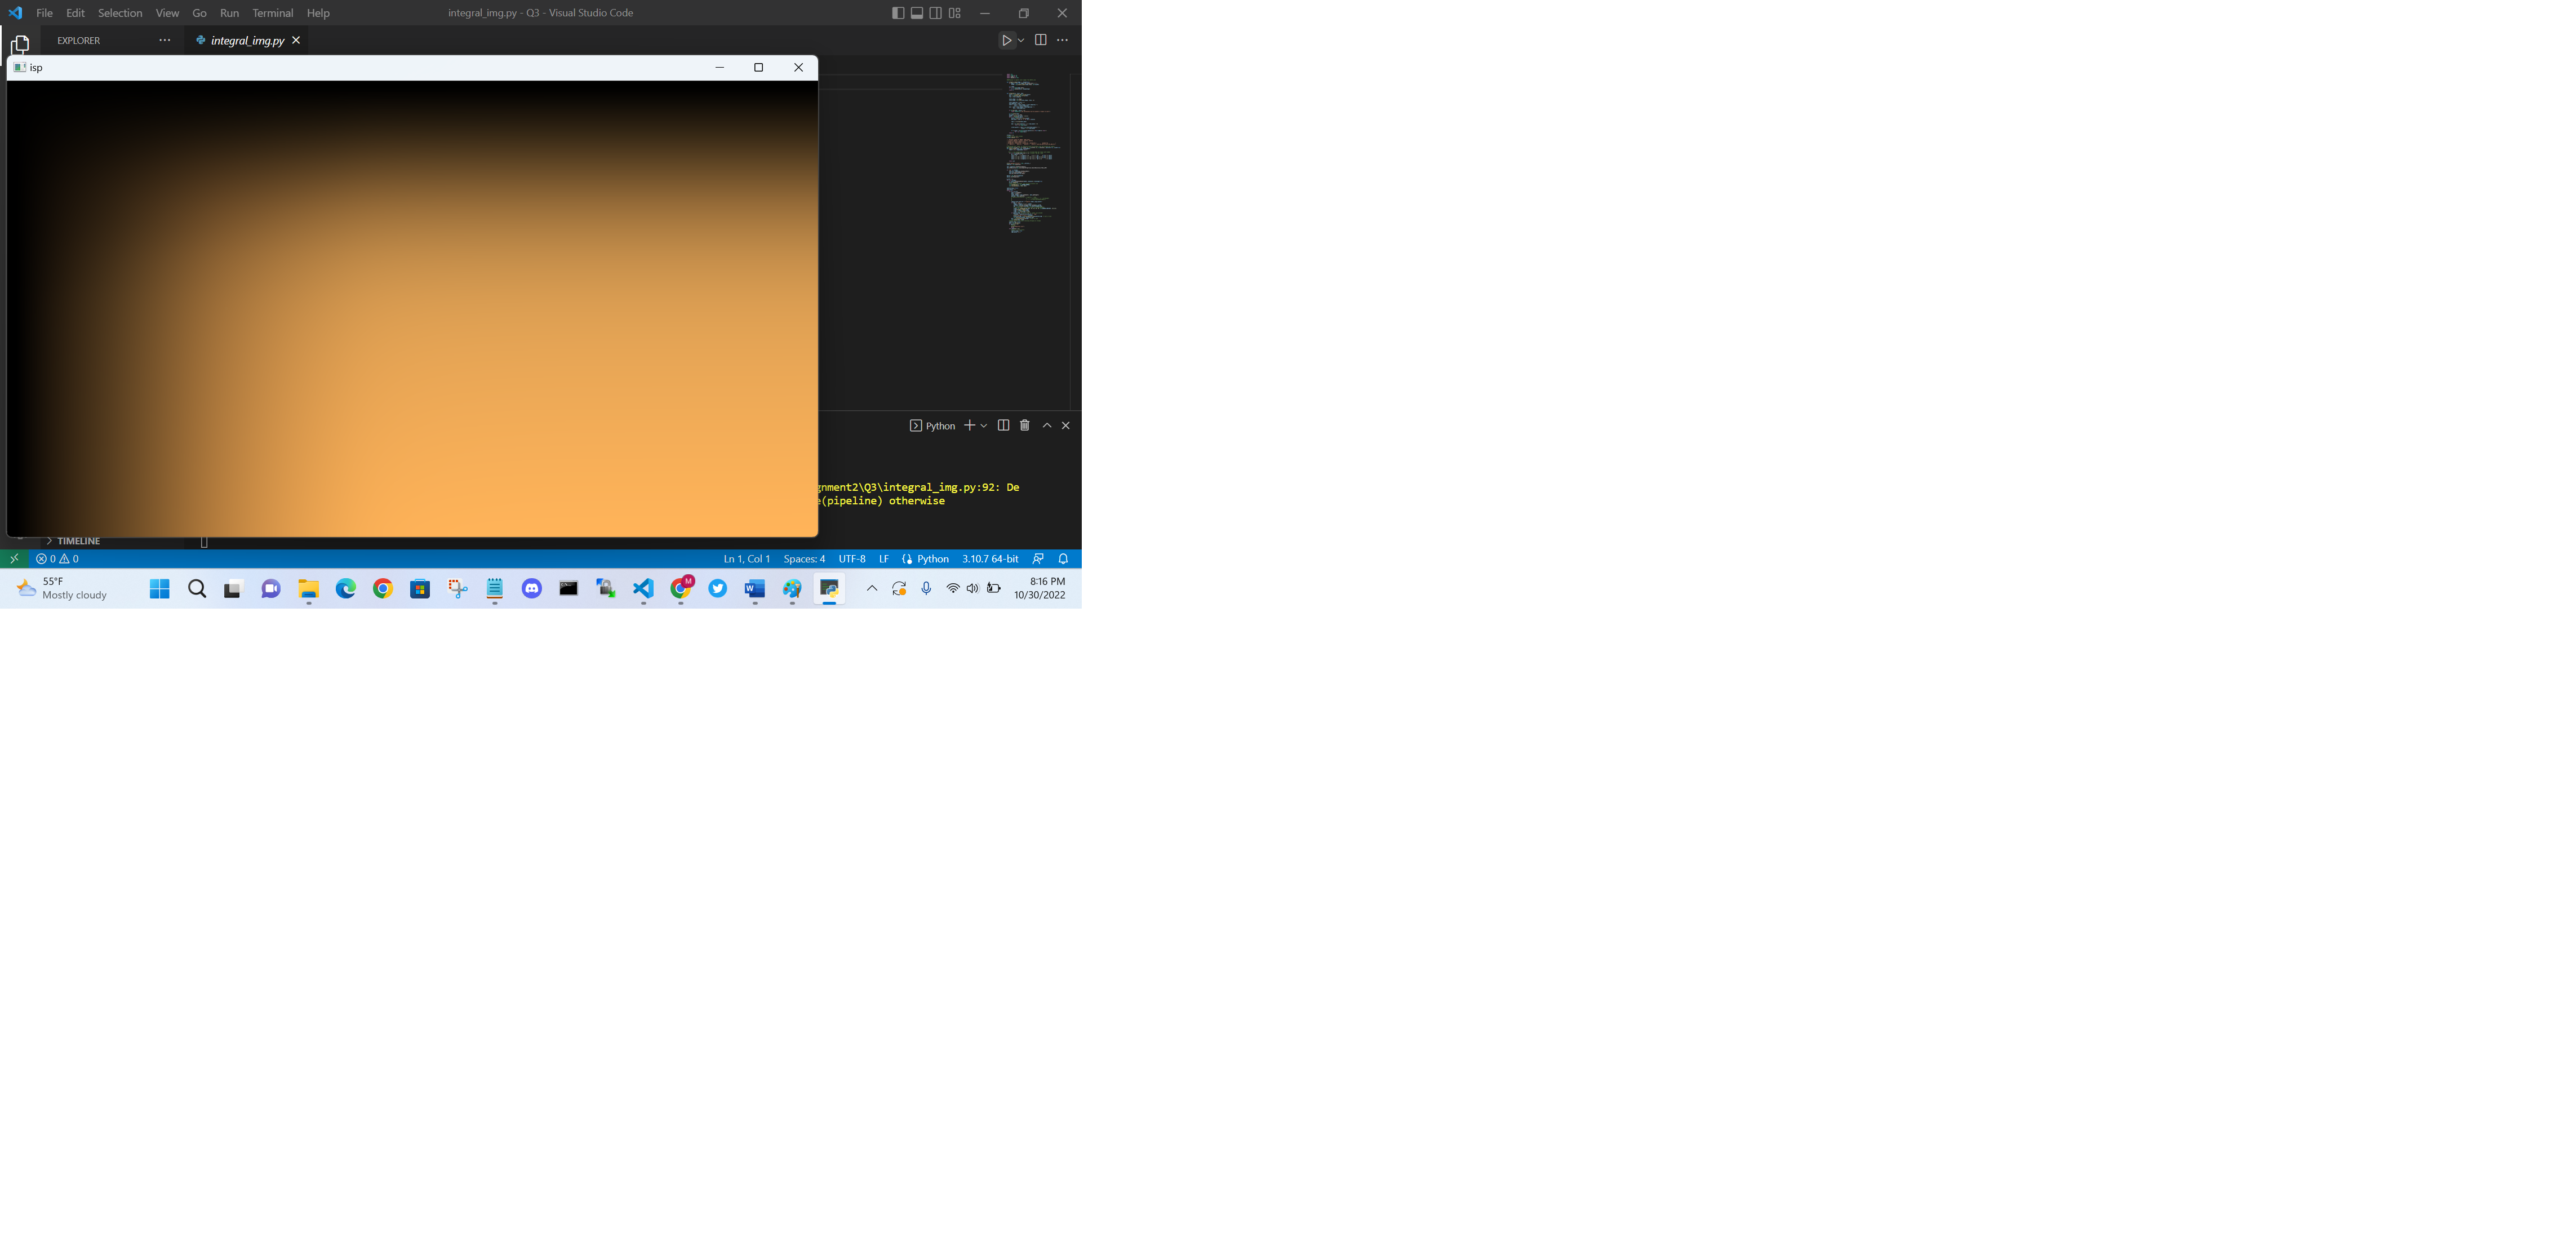 File Edit Selection View Go Run Terminal Help
integral_img.py - Q3 - Visual Studio Code
EXPLORER
integral_img.py
isp
Python
gnment2\Q3\integral_img.py:92: De
e(pipeline) otherwise
TIMELINE
0 0
Ln 1, Col 1 Spaces: 4 UTF-8 LF Python 3.10.7 64-bit
55°F
Mostly cloudy
M
W
8:16 PM
10/30/2022